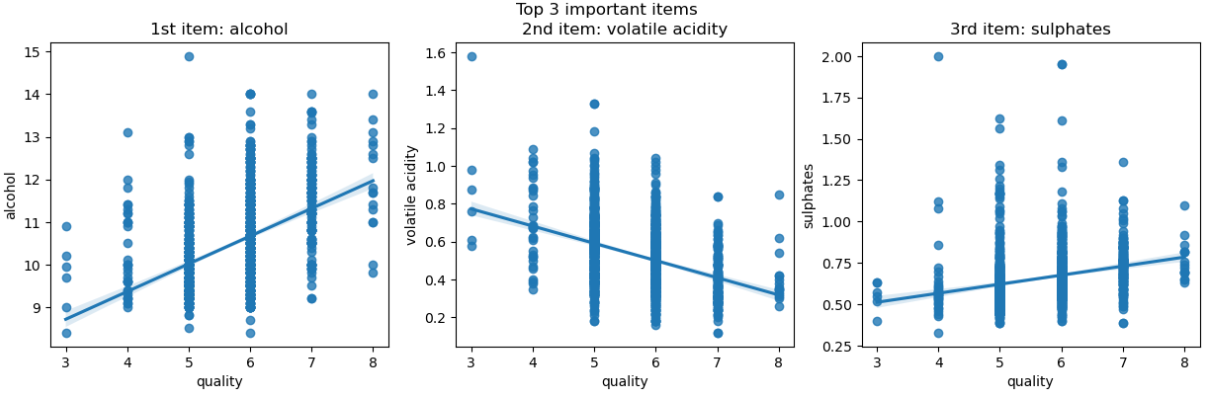 Top 3 important items
1st item: alcohol
15
14
13
12
11
10
9
alcohol
3 4 5 6 7 8
quality
2nd item: volatile acidity
1.6
1.4
1.2
1.0
0.8
0.6
0.4
0.2
volatile acidity
3 4 5 6 7 8
quality
3rd item: sulphates
2.00
1.75
1.50
1.25
1.00
0.75
0.50
0.25
sulphates
3 4 5 6 7 8
quality